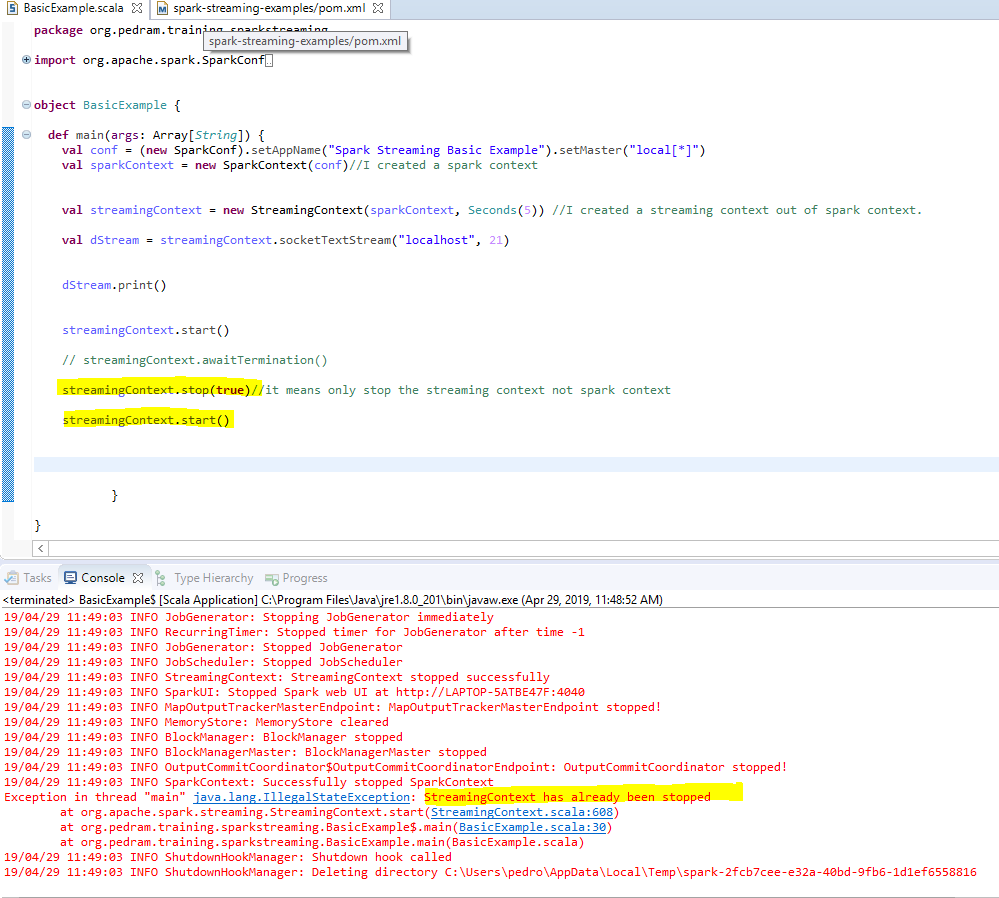 BasicExample.scala spark-streaming-examples/pom.xml
package org.pedram.training.sparkstreaming
spark-streaming-examples/pom.xml
import org.apache.spark.SparkConf
object BasicExample {
def main(args: Array[String]) {
val conf = (new SparkConf).setAppName("Spark Streaming Basic Example").setMaster("local[*]")
val sparkContext = new SparkContext(conf)//I created a spark context
val streamingContext = new StreamingContext(sparkContext, Seconds(5)) //I created a streaming context out of spark context.
val dStream = streamingContext.socketTextStream("localhost", 21)
dStream.print()
streamingContext.start()
// streamingContext.awaitTermination()
streamingContext.stop(true)//it means only stop the streaming context not spark context
streamingContext.start()
}
}
Tasks Console Type Hierarchy Progress
<terminated> BasicExample$ [Scala Application] C:\Program Files\Java\jre1.8.0_201\bin\javaw.exe (Apr 29, 2019, 11:48:52 AM)
19/04/29 11:49:03 INFO JobGenerator: Stopping JobGenerator immediately
19/04/29 11:49:03 INFO RecurringTimer: Stopped timer for JobGenerator after time -1
19/04/29 11:49:03 INFO JobGenerator: Stopped JobGenerator
19/04/29 11:49:03 INFO JobScheduler: Stopped JobScheduler
19/04/29 11:49:03 INFO StreamingContext: StreamingContext stopped successfully
19/04/29 11:49:03 INFO SparkUI: Stopped Spark web UI at http://LAPTOP-5ATBE47F:4040
19/04/29 11:49:03 INFO MapOutputTrackerMasterEndpoint: MapOutputTrackerMasterEndpoint stopped!
19/04/29 11:49:03 INFO MemoryStore: MemoryStore cleared
19/04/29 11:49:03 INFO BlockManager: BlockManager stopped
19/04/29 11:49:03 INFO BlockManagerMaster: BlockManagerMaster stopped
19/04/29 11:49:03 INFO OutputCommitCoordinator$OutputCommitCoordinatorEndpoint: OutputCommitCoordinator stopped!
19/04/29 11:49:03 INFO SparkContext: Successfully stopped SparkContext
Exception in thread "main" java.lang.IllegalStateException: StreamingContext has already been stopped
at org.apache.spark.streaming.StreamingContext.start(StreamingContext.scala:608)
at org.pedram.training.sparkstreaming.BasicExample$.main(BasicExample.scala:30)
at org.pedram.training.sparkstreaming.BasicExample.main(BasicExample.scala)
19/04/29 11:49:03 INFO ShutdownHookManager: Shutdown hook called
19/04/29 11:49:03 INFO ShutdownHookManager: Deleting directory C:\Users\pedro\AppData\Local\Temp\spark-2fcb7cee-e32a-40bd-9fb6-1d1ef6558816